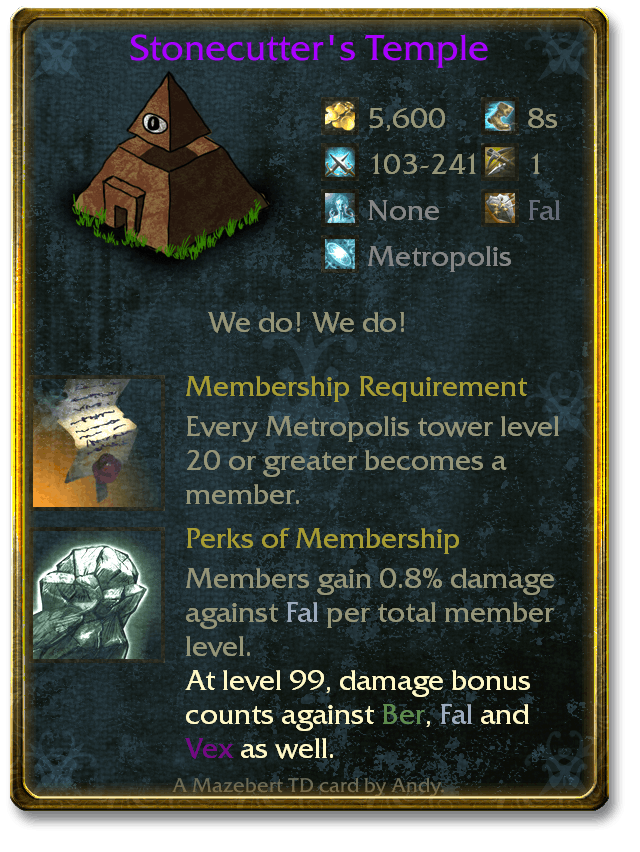 Stonecutter's Temple
5,600 8s
103-241 1
None Fal
Metropolis
We do! We do!
Membership Requirement
Every Metropolis tower level
20 or greater becomes a
member.
Perks of Membership
Members gain 0.8% damage
against Fal per total member
level.
At level 99, damage bonus
counts against Ber, Fal and
Vex as well.
A Mazebert TD card by Andy.